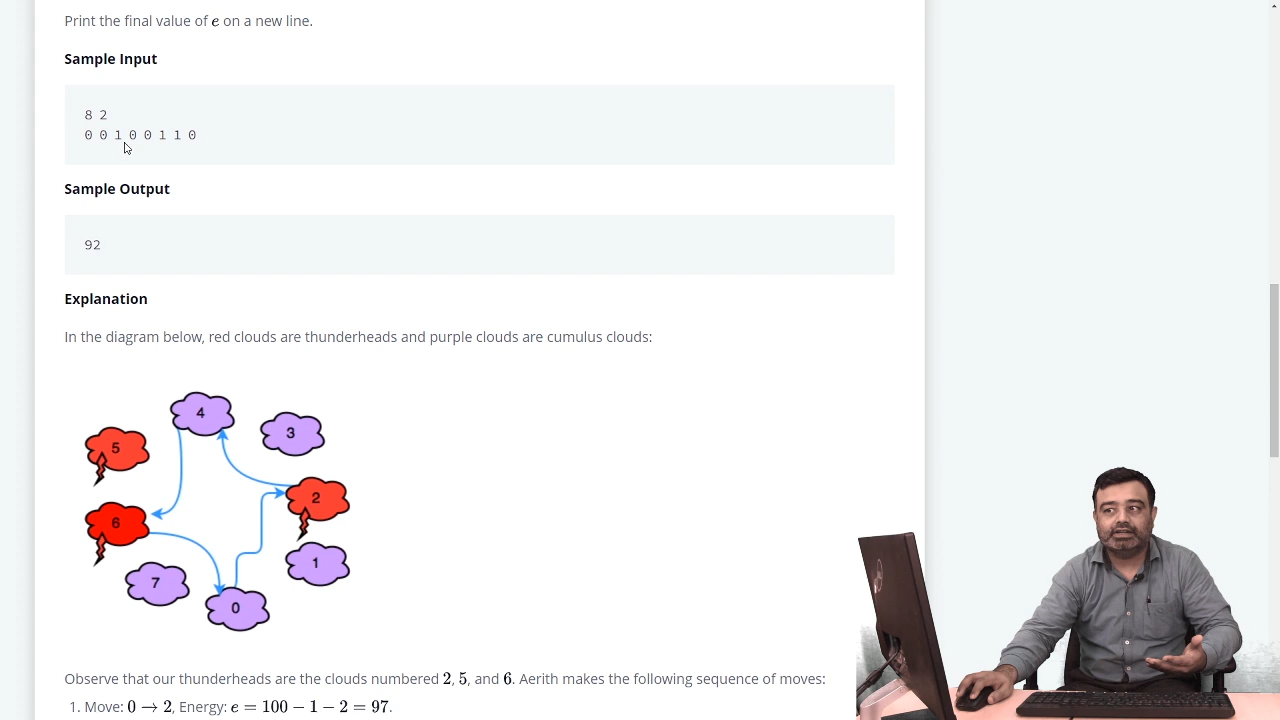 Print the final value of e on a new line.
Sample Input
8 2
0 0 1 0 0 1 1 0
Sample Output
92
Explanation
In the diagram below, red clouds are thunderheads and purple clouds are cumulus clouds:
4
3
5
2
6
1
7
0
Observe that our thunderheads are the clouds numbered 2, 5, and 6. Aerith makes the following sequence of moves:
1. Move: 0 → 2, Energy: e = 100 − 1 − 2 = 97.